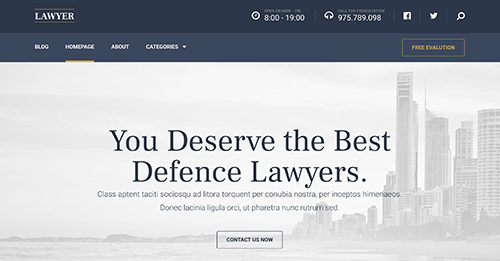 LAWYER
OPEN ON MON - FRI
8:00 - 19:00
CALL FOR CONSULTATION
975.789.098
BLOG
HOMEPAGE
ABOUT
CATEGORIES
FREE EVALUTION
You Deserve the Best
Defence Lawyers.
Class aptent taciti sociosqu ad litora torquent per conubia nostra, per inceptos himenaeos.
Donec lacinia ligula orci, ut pharetra nunc rutrum sed.
CONTACT US NOW